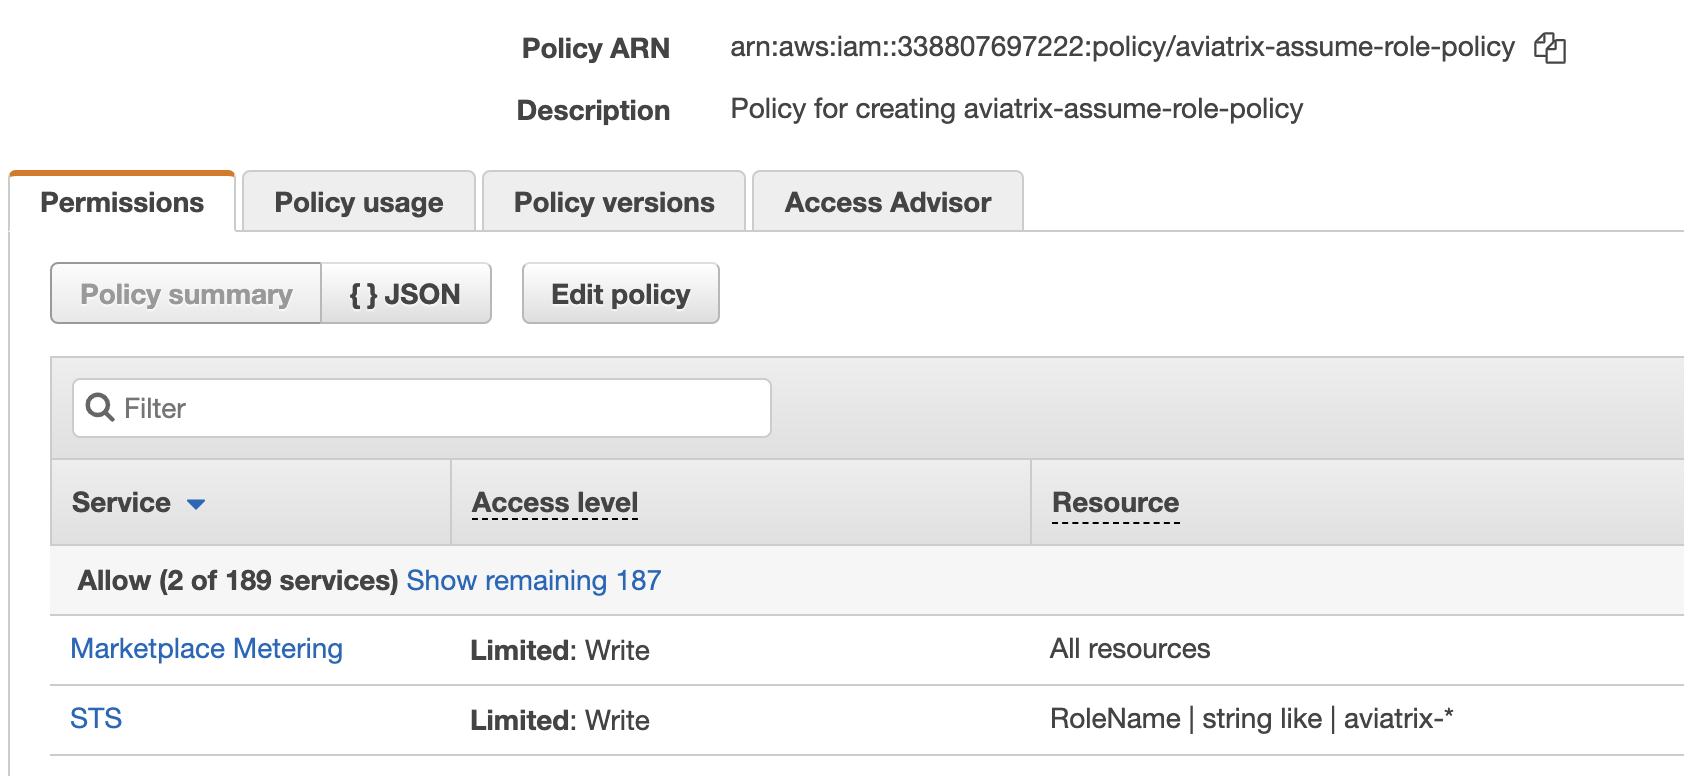 Policy ARN arn:aws:iam::338807697222:policy/aviatrix-assume-role-policy
Description Policy for creating aviatrix-assume-role-policy
Permissions Policy usage Policy versions Access Advisor
Policy summary { } JSON Edit policy
Filter
Service Access level Resource
Allow (2 of 189 services) Show remaining 187
Marketplace Metering Limited: Write All resources
STS Limited: Write RoleName | string like | aviatrix-*